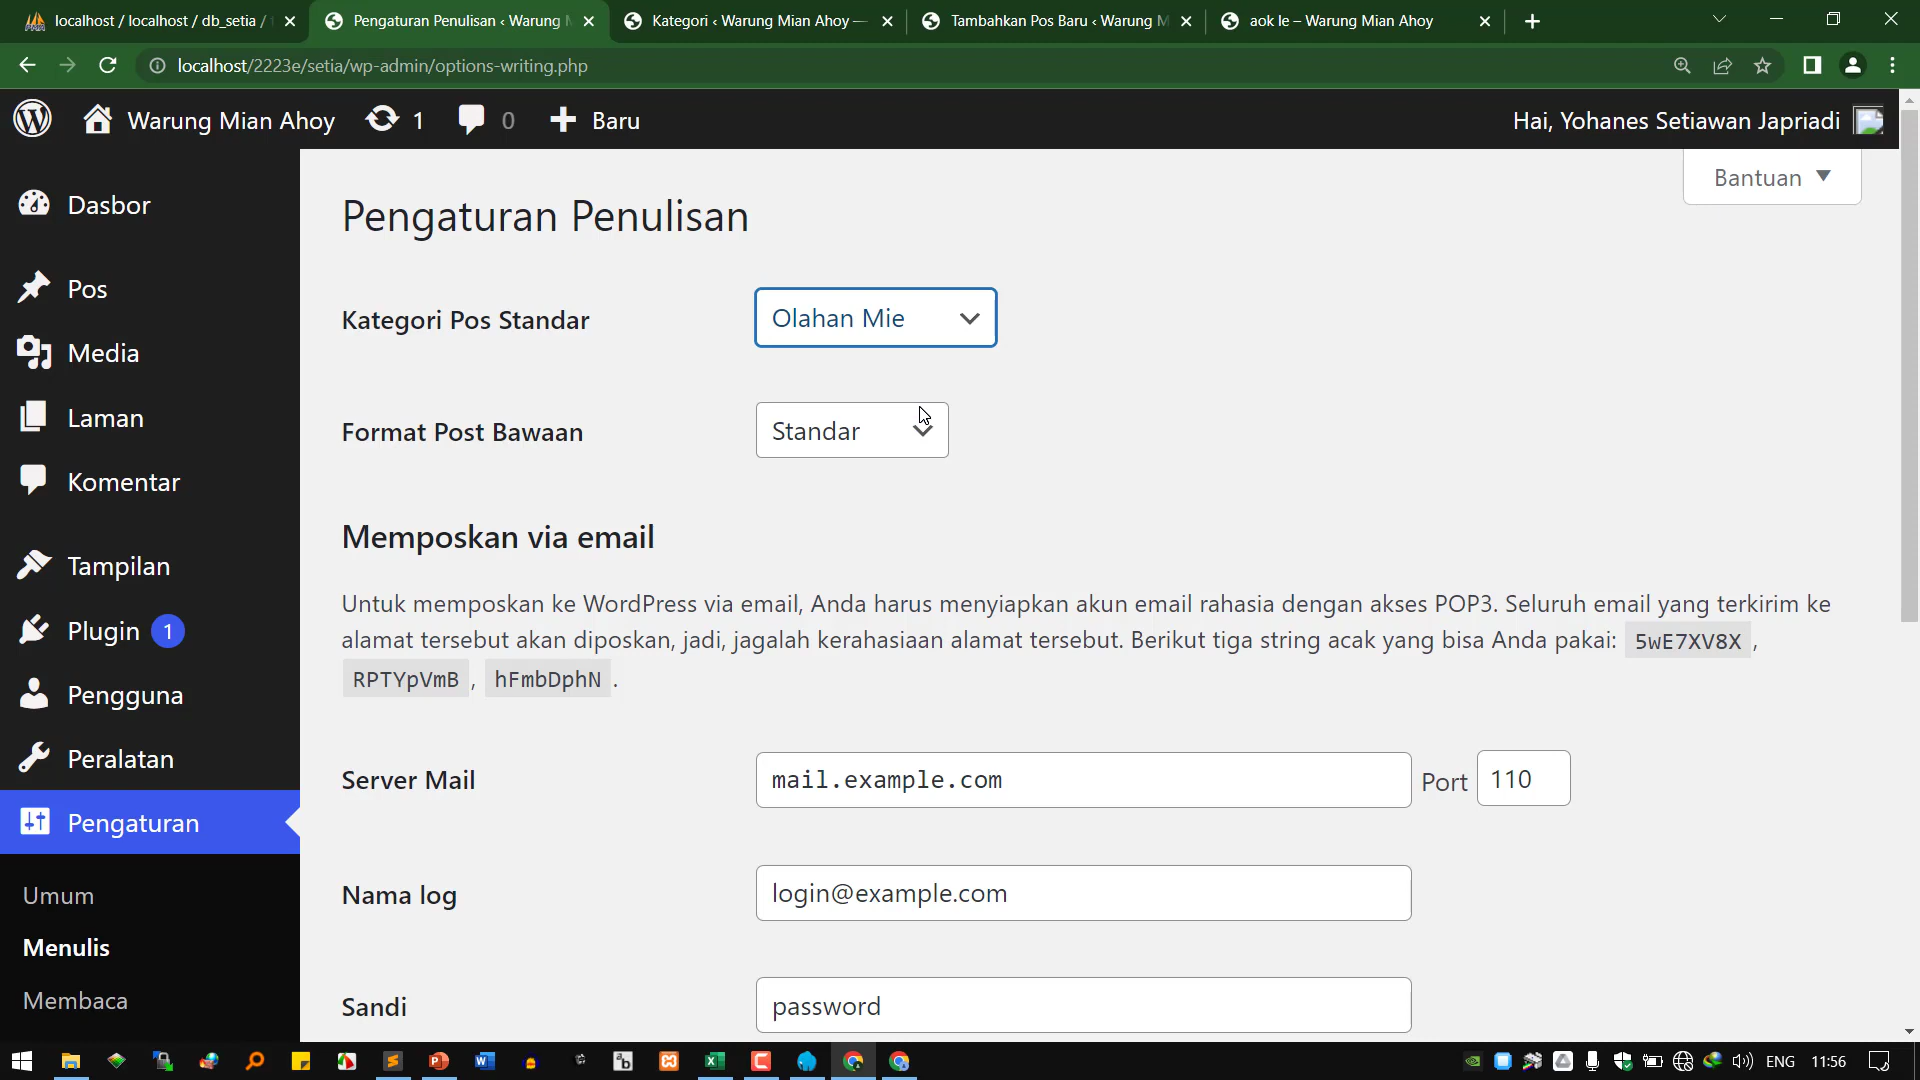 localhost / localhost / db_setia /
Pengaturan Penulisan ‹ Warung
Kategori ‹ Warung Mian Ahoy —
Tambahkan Pos Baru ‹ Warung M
aok le – Warung Mian Ahoy
localhost/2223e/setia/wp-admin/options-writing.php
Warung Mian Ahoy 1 0 Baru
Hai, Yohanes Setiawan Japriadi
Bantuan
Dasbor
Pos
Media
Laman
Komentar
Tampilan
Plugin 1
Pengguna
Peralatan
Pengaturan
Umum
Menulis
Membaca
Pengaturan Penulisan
Kategori Pos Standar Olahan Mie
Format Post Bawaan Standar
Memposkan via email
Untuk memposkan ke WordPress via email, Anda harus menyiapkan akun email rahasia dengan akses POP3. Seluruh email yang terkirim ke
alamat tersebut akan diposkan, jadi, jagalah kerahasiaan alamat tersebut. Berikut tiga string acak yang bisa Anda pakai: 5wE7XV8X ,
RPTYpVmB , hFmbDphN .
Server Mail mail.example.com Port 110
Nama log login@example.com
Sandi password
ENG 11:56